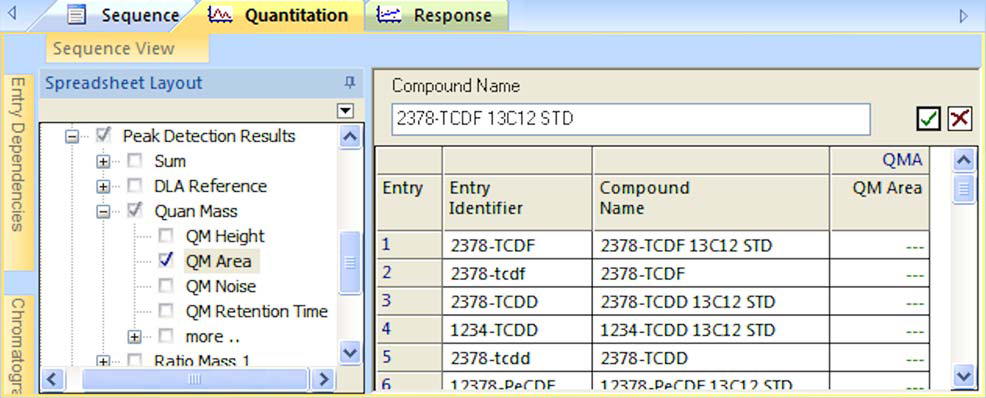 Sequence
Quantitation
Response
Sequence View
Entry Dependencies
Spreadsheet Layout
Peak Detection Results
Sum
DLA Reference
Quan Mass
QM Height
QM Area
QM Noise
QM Retention Time
more ..
Ratio Mass 1
Chromatogra
Compound Name
2378-TCDF 13C12 STD
QMA
Entry Entry Identifier Compound Name QM Area
1 2378-TCDF 2378-TCDF 13C12 STD ---
2 2378-tcdf 2378-TCDF ---
3 2378-TCDD 2378-TCDD 13C12 STD ---
4 1234-TCDD 1234-TCDD 13C12 STD ---
5 2378-tcdd 2378-TCDD ---
6 12378-PeCDF 12378-PeCDF 13C12 STD ---